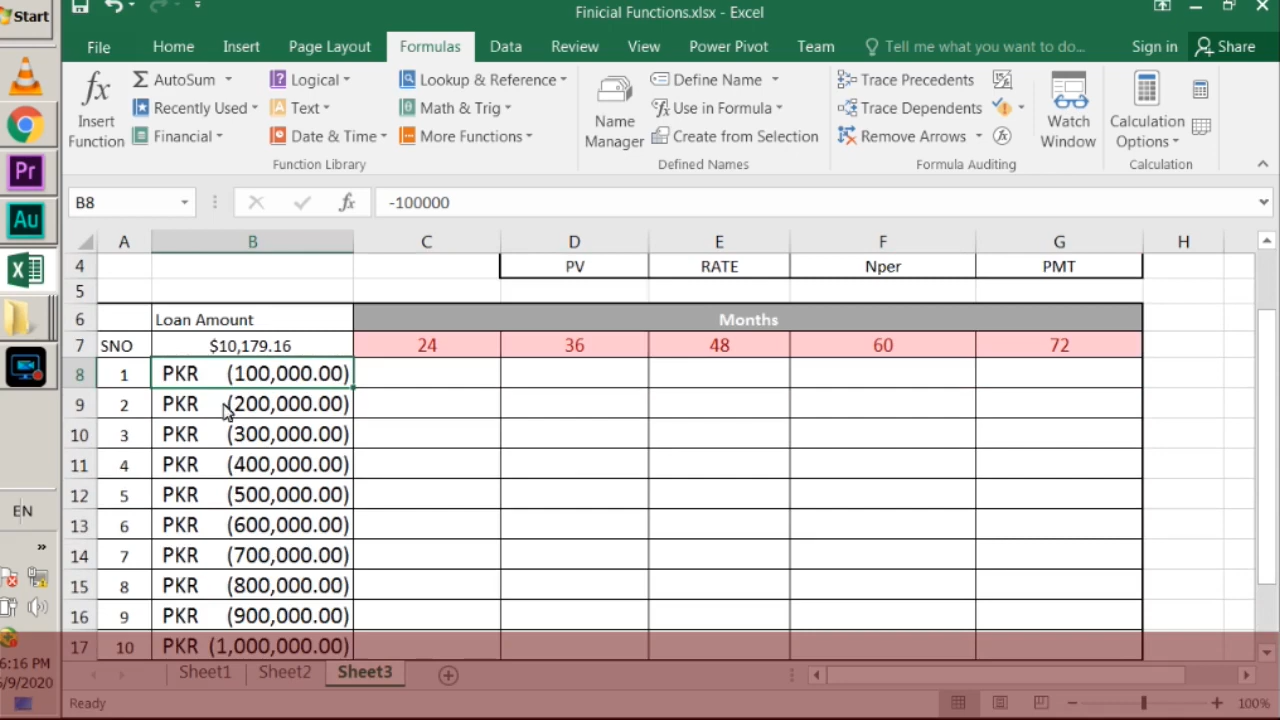 Start
Finicial Functions.xlsx - Excel
File Home Insert Page Layout Formulas Data Review View Power Pivot Team Tell me what you want to do... Sign in Share
fx Insert Function
Σ AutoSum
Recently Used
Financial
Logical
Text
Date & Time
Lookup & Reference
Math & Trig
More Functions
Function Library
Name Manager
Define Name
Use in Formula
Create from Selection
Defined Names
Trace Precedents
Trace Dependents
Remove Arrows
Formula Auditing
Watch Window
Calculation Options
Calculation
Pr
Au
B8 fx -100000
A B C D E F G H
4 PV RATE Nper PMT
5
6 Loan Amount Months
7 SNO $10,179.16 24 36 48 60 72
8 1 PKR (100,000.00)
9 2 PKR (200,000.00)
10 3 PKR (300,000.00)
11 4 PKR (400,000.00)
12 5 PKR (500,000.00)
13 6 PKR (600,000.00)
14 7 PKR (700,000.00)
15 8 PKR (800,000.00)
16 9 PKR (900,000.00)
17 10 PKR (1,000,000.00)
EN
»
6:16 PM
/9/2020
Sheet1 Sheet2 Sheet3
Ready 100%